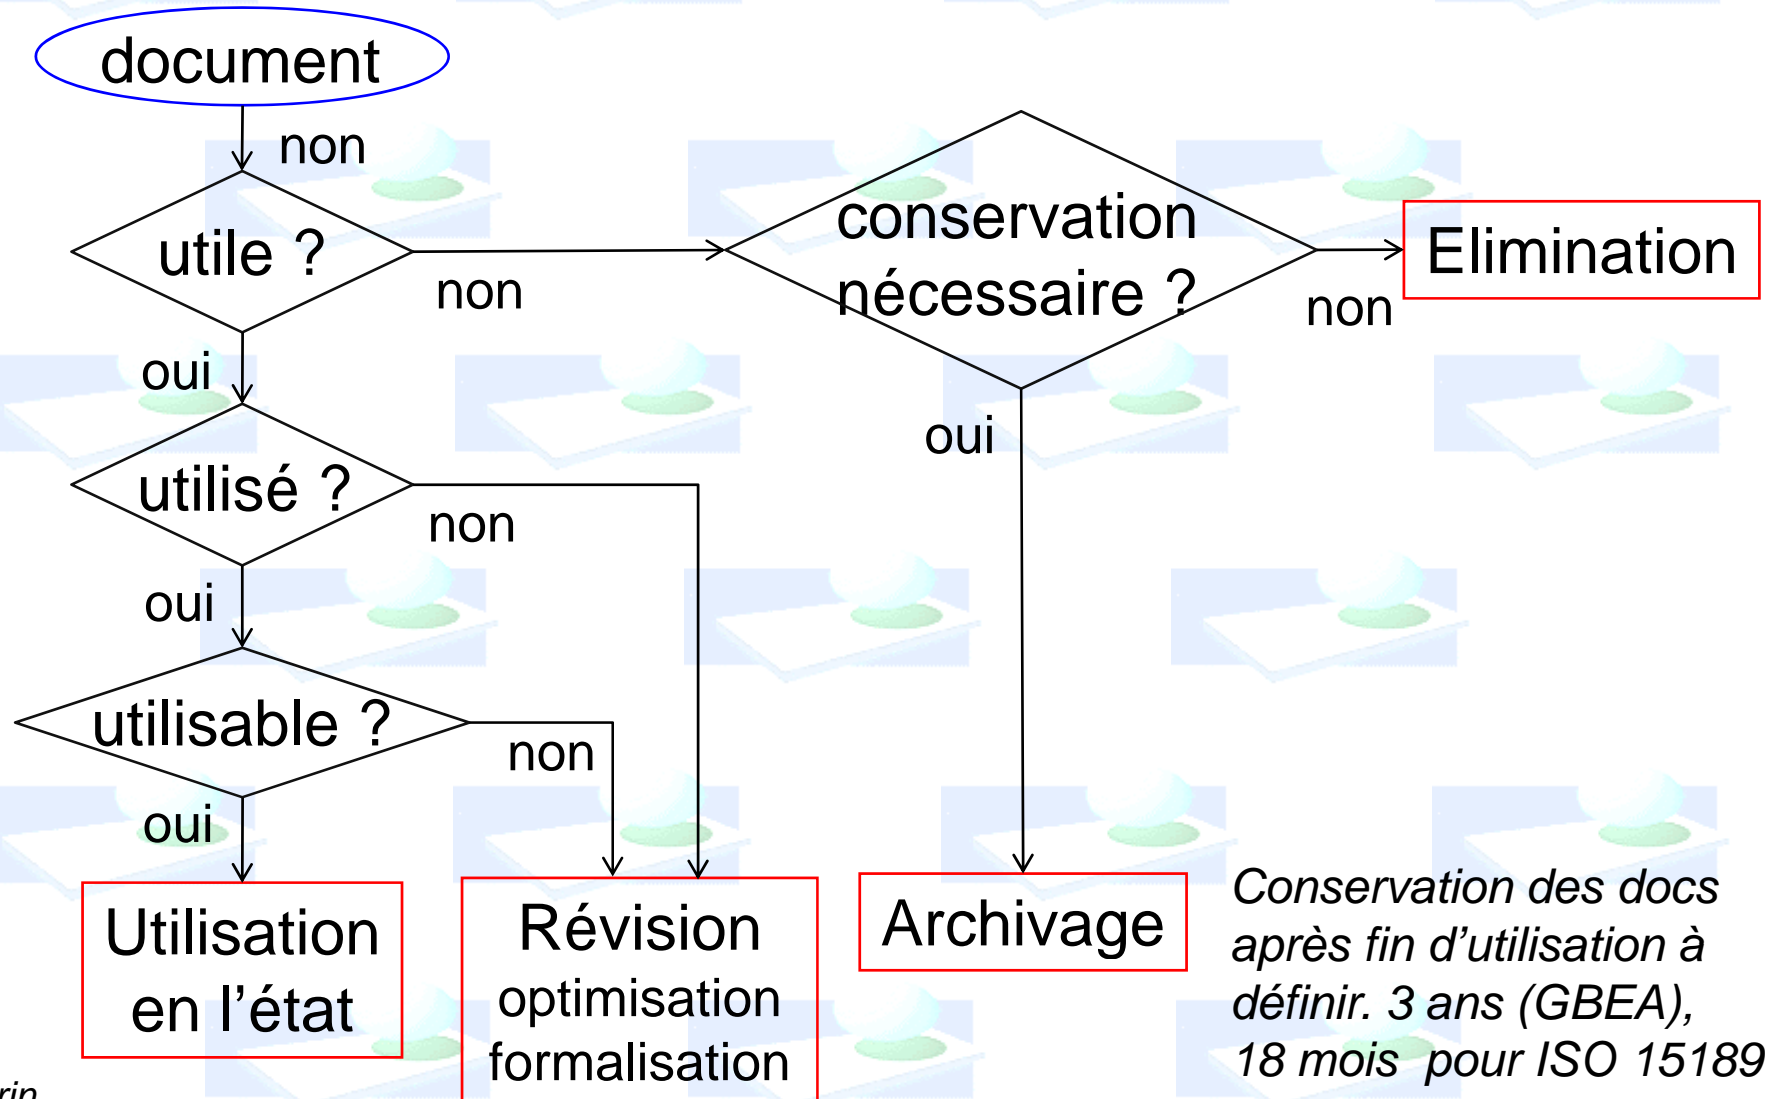 document
non
utile ?
non
conservation
nécessaire ?
non
Elimination
oui
utilisé ?
non
oui
oui
utilisable ?
non
oui
Utilisation
en l’état
Révision
optimisation
formalisation
Archivage
Conservation des docs
après fin d’utilisation à
définir. 3 ans (GBEA),
18 mois  pour ISO 15189